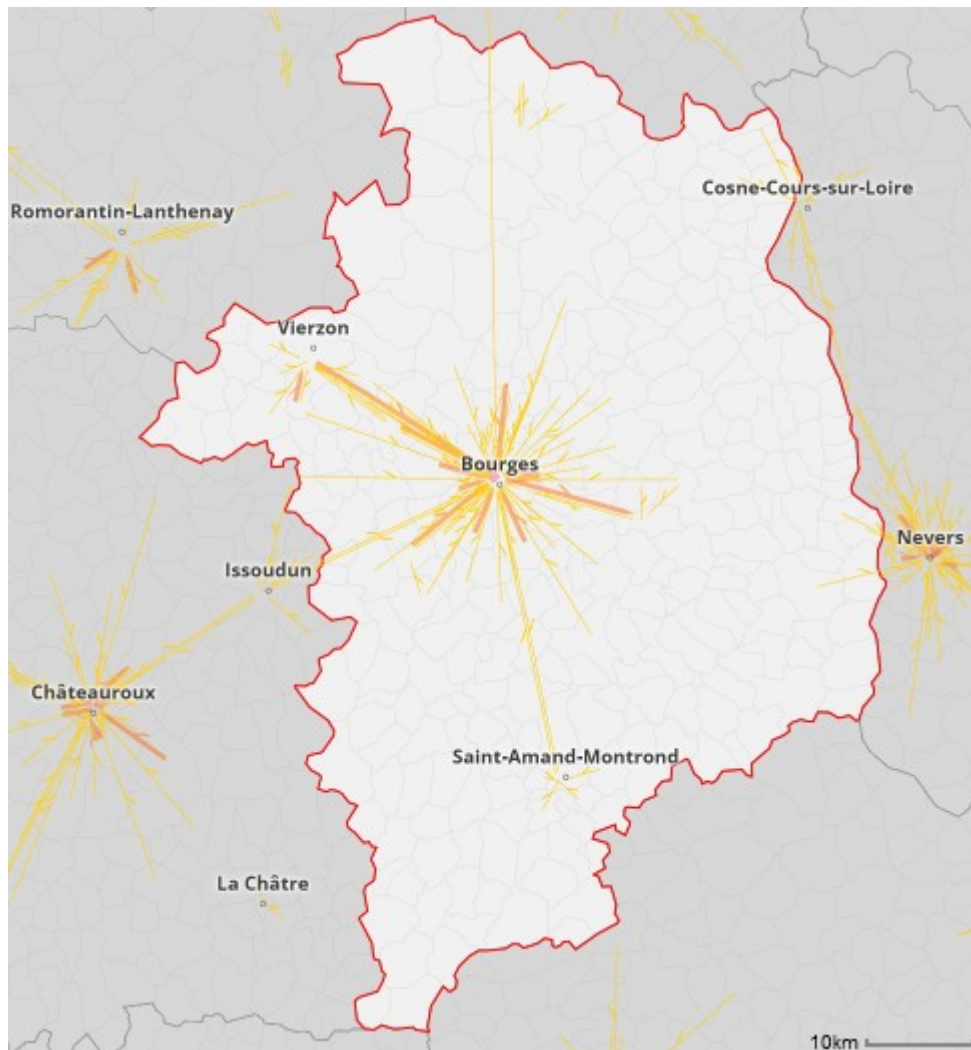 Cosne-Cours-sur-Loire
Romorantin-Lanthenay
Vierzon
Bourges
Nevers
Issoudun
Châteauroux
Saint-Amand-Montrond
La Châtre
10km